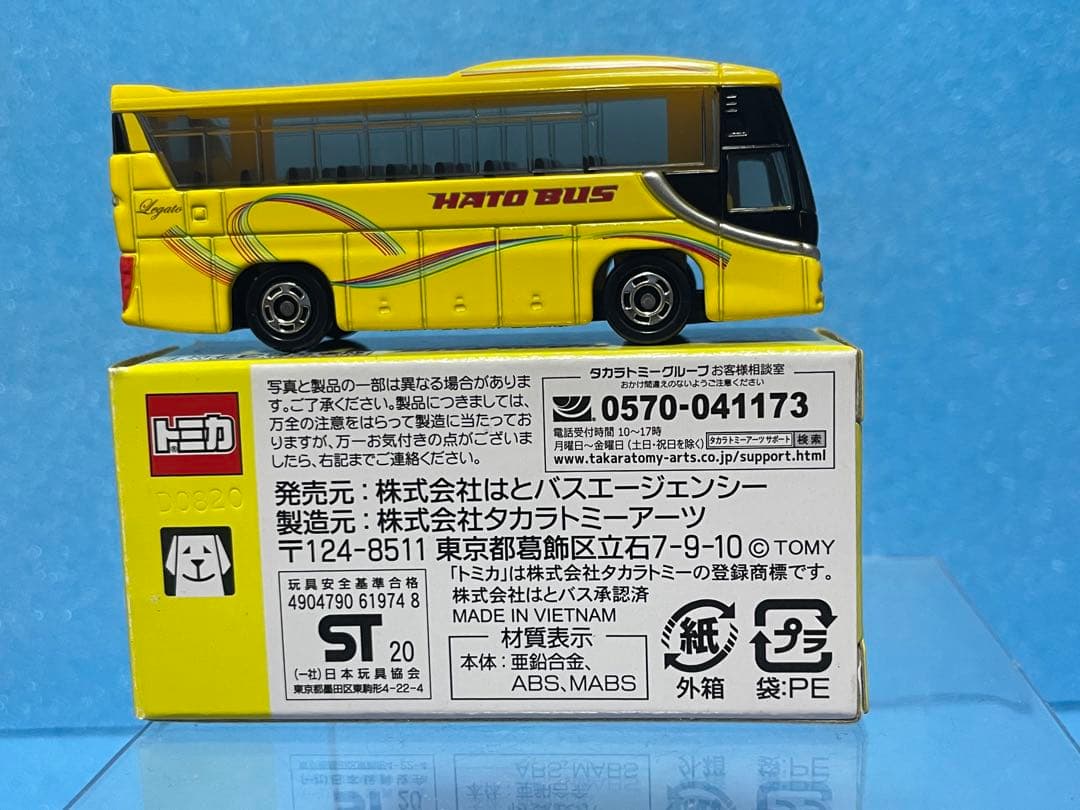 Legato
HATO BUS
トミカ
D0820
写真と製品の一部は異なる場合がありま
す。ご了承ください。製品につきましては、
万全の注意をはらって製造に当たってお
りますが、万一お気付きの点がございま
したら、右記までご連絡ください。
タカラトミーグループ お客様相談室
おかけ間違えのないようご注意ください
0570-041173
電話受付時間 10〜17時
月曜日〜金曜日(土・日・祝日を除く) タカラトミーアーツ サポート 検索
www.takaratomy-arts.co.jp/support.html
発売元:株式会社はとバスエージェンシー
製造元:株式会社タカラトミーアーツ
〒124-8511 東京都葛飾区立石7-9-10 © TOMY
「トミカ」は株式会社タカラトミーの登録商標です。
株式会社はとバス承認済
MADE IN VIETNAM
玩具安全基準合格
4904790 61974 8
ST 20
(一社)日本玩具協会
東京都墨田区東駒形4-22-4
材質表示
本体:亜鉛合金、
ABS、MABS
紙
外箱
プラ
袋:PE